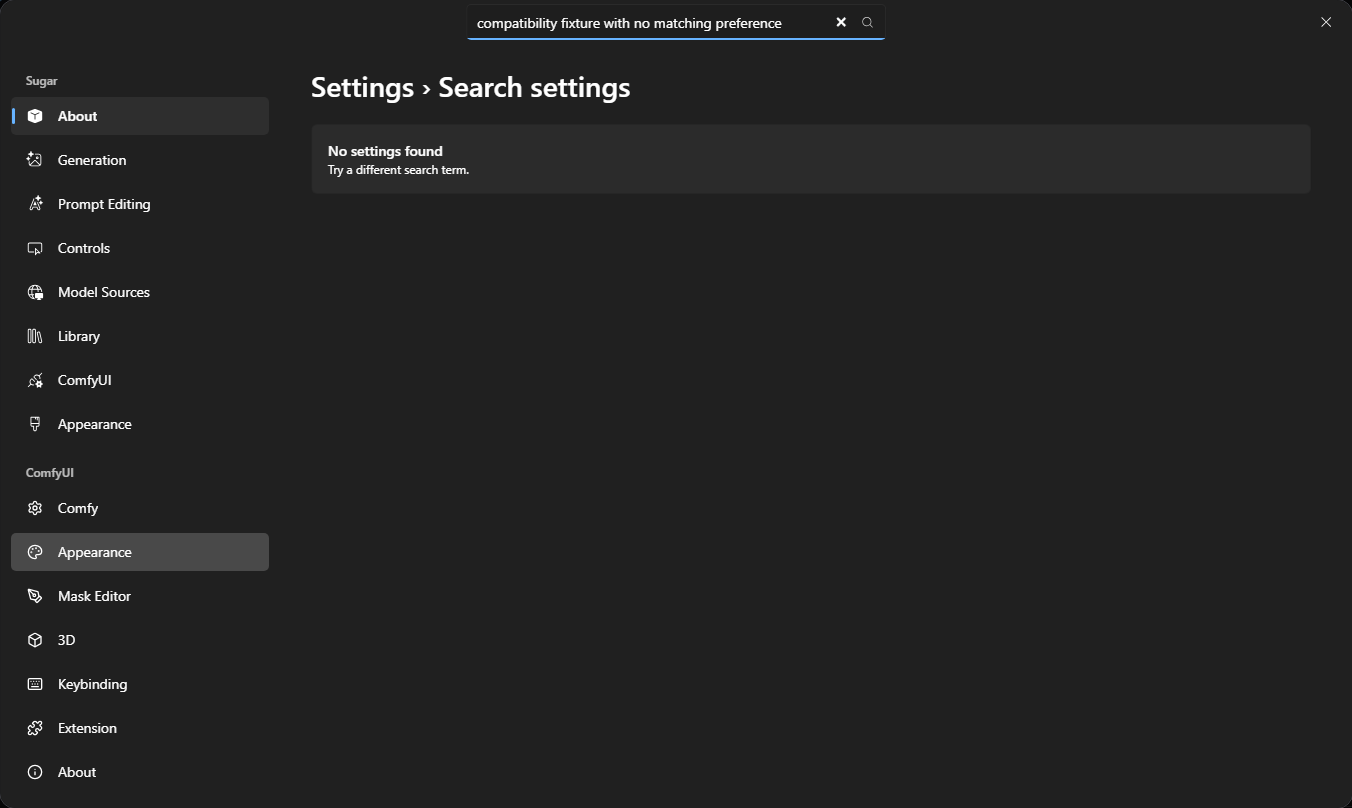 compatibility fixture with no matching preference
Sugar
About
Generation
Prompt Editing
Controls
Model Sources
Library
ComfyUI
Appearance
ComfyUI
Comfy
Appearance
Mask Editor
3D
Keybinding
Extension
About
Settings › Search settings
No settings found
Try a different search term.